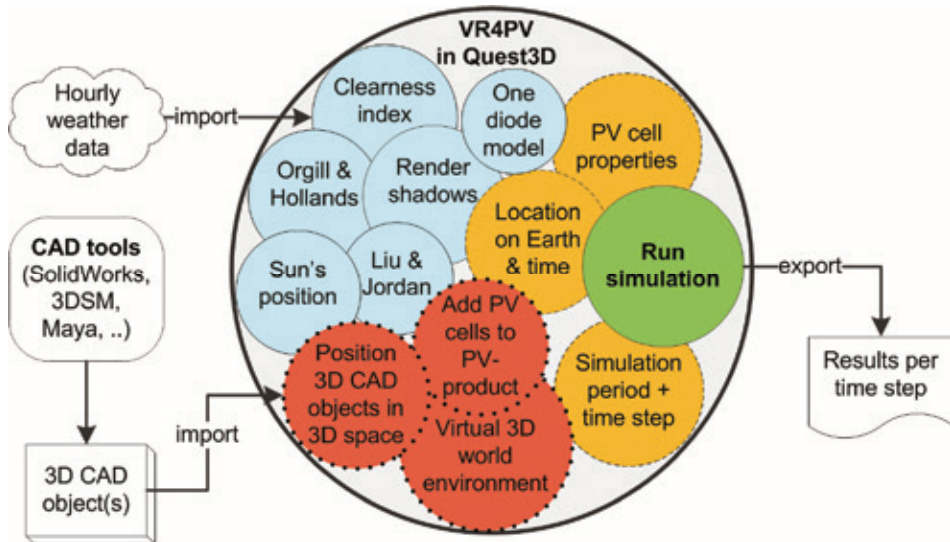 VR4PV
in Quest3D
Hourly
weather
data
import
Clearness
index
One
diode
model
PV cell
properties
Orgill &
Hollands
Render
shadows
Location
on Earth
& time
Run
simulation
export
Results per
time step
CAD tools
(SolidWorks,
3DSM,
Maya, ..)
Sun's
position
Liu &
Jordan
Add PV
cells to
PV-
product
Position
3D CAD
objects in
3D space
Simulation
period +
time step
Virtual 3D
world
environment
import
3D CAD
object(s)